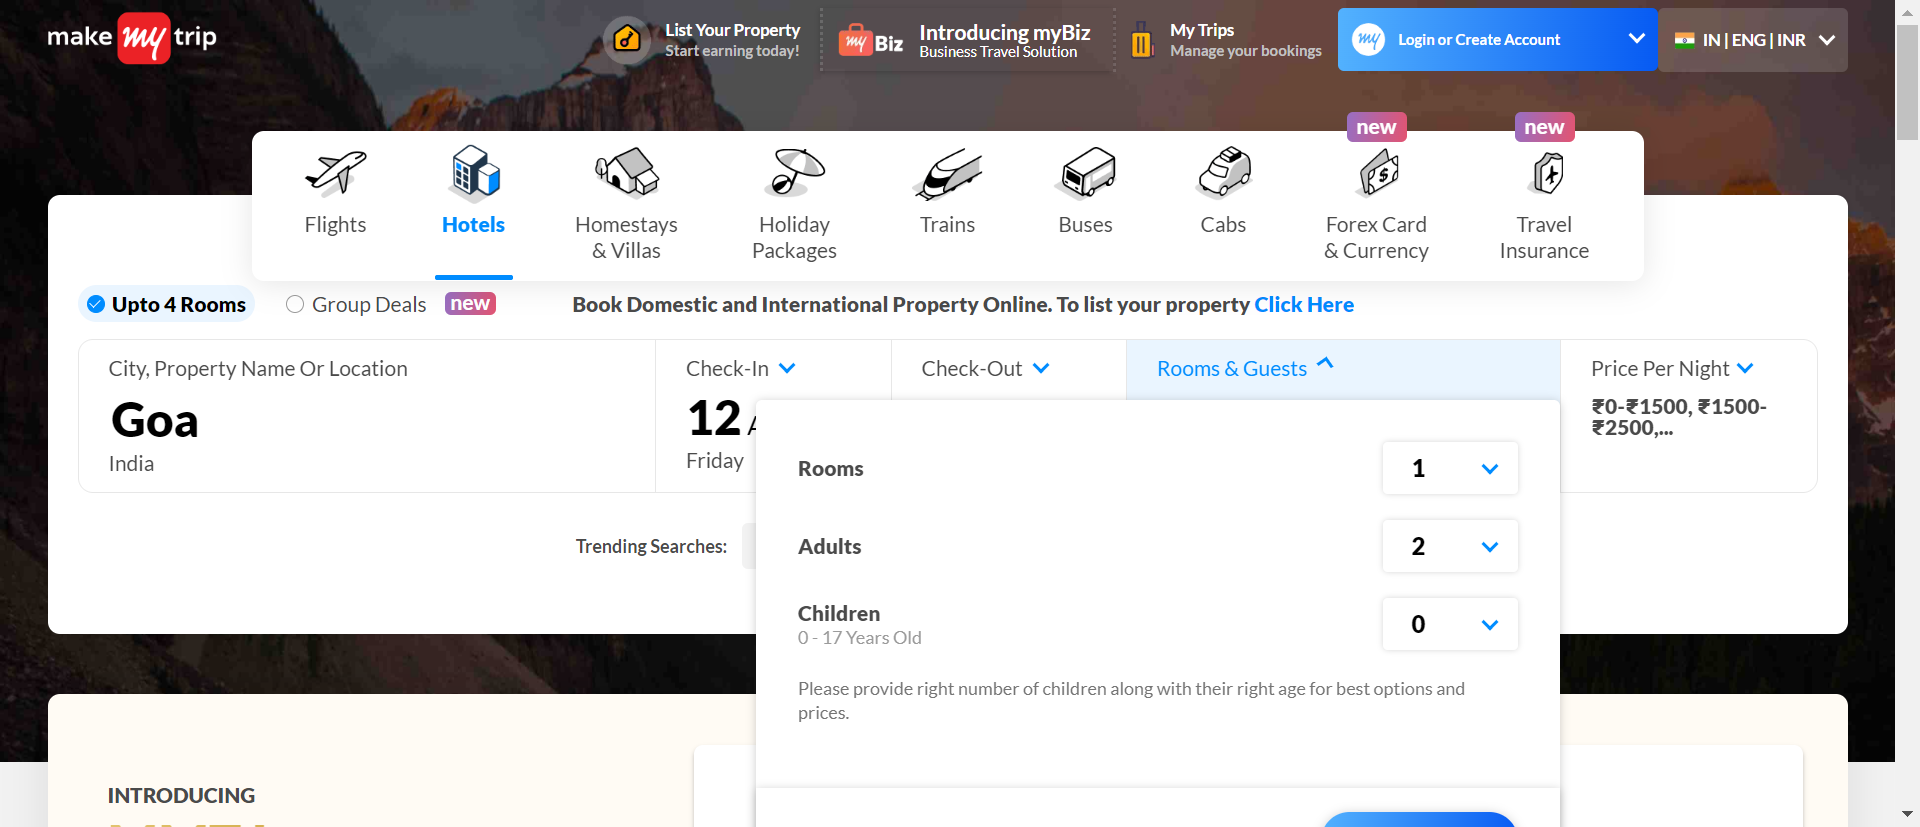 make my trip
List Your Property
Start earning today!
my Biz
Introducing myBiz
Business Travel Solution
My Trips
Manage your bookings
my
Login or Create Account
IN | ENG | INR
new
new
Flights
Hotels
Homestays
& Villas
Holiday
Packages
Trains
Buses
Cabs
Forex Card
& Currency
Travel
Insurance
Upto 4 Rooms
Group Deals
new
Book Domestic and International Property Online. To list your property Click Here
City, Property Name Or Location
Goa
India
Check-In
12
Friday
Check-Out
Rooms & Guests
Price Per Night
₹0-₹1500, ₹1500-
₹2500,...
Rooms
1
Adults
2
Children
0 - 17 Years Old
0
Please provide right number of children along with their right age for best options and
prices.
Trending Searches:
INTRODUCING